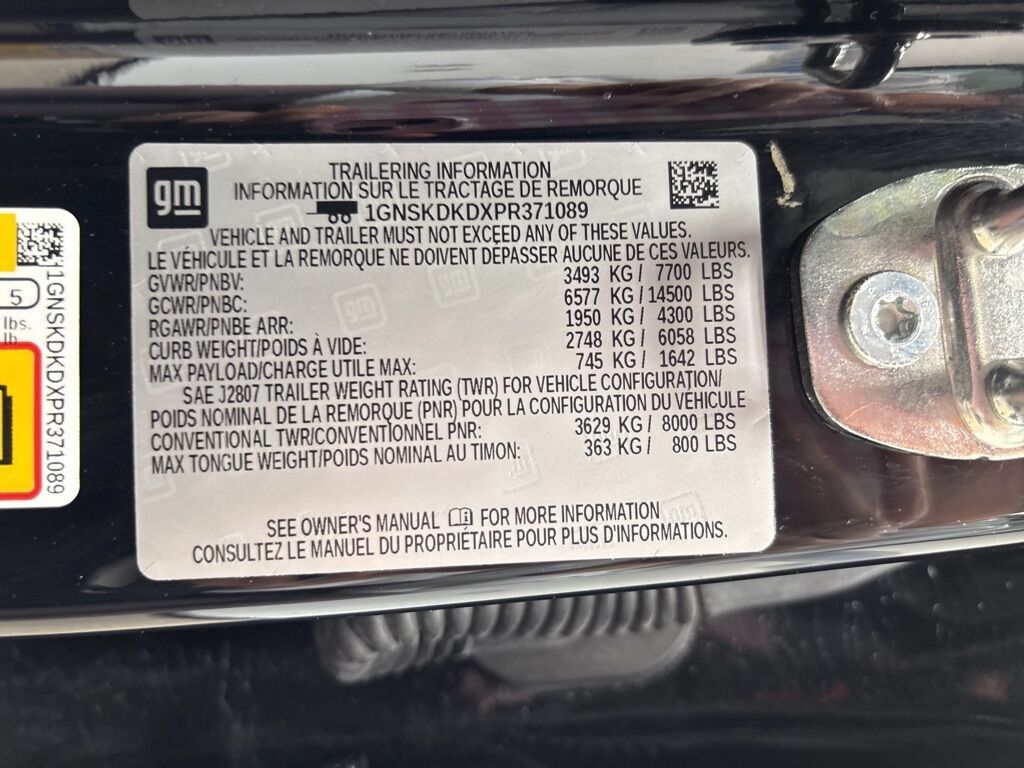 gm
TRAILERING INFORMATION
INFORMATION SUR LE TRACTAGE DE REMORQUE
1GNSKDKDXPR371089
VEHICLE AND TRAILER MUST NOT EXCEED ANY OF THESE VALUES.
LE VÉHICULE ET LA REMORQUE NE DOIVENT DÉPASSER AUCUNE DE CES VALEURS.
GVWR/PNBV: 3493 KG / 7700 LBS
GCWR/PNBC: 6577 KG / 14500 LBS
RGAWR/PNBE ARR: 1950 KG / 4300 LBS
CURB WEIGHT/POIDS À VIDE: 2748 KG / 6058 LBS
MAX PAYLOAD/CHARGE UTILE MAX: 745 KG / 1642 LBS
SAE J2807 TRAILER WEIGHT RATING (TWR) FOR VEHICLE CONFIGURATION/
POIDS NOMINAL DE LA REMORQUE (PNR) POUR LA CONFIGURATION DU VÉHICULE
CONVENTIONAL TWR/CONVENTIONNEL PNR: 3629 KG / 8000 LBS
MAX TONGUE WEIGHT/POIDS NOMINAL AU TIMON: 363 KG / 800 LBS
SEE OWNER'S MANUAL FOR MORE INFORMATION
CONSULTEZ LE MANUEL DU PROPRIÉTAIRE POUR PLUS D'INFORMATIONS.
5
lbs.
lb
1GNSKDKDXPR371089